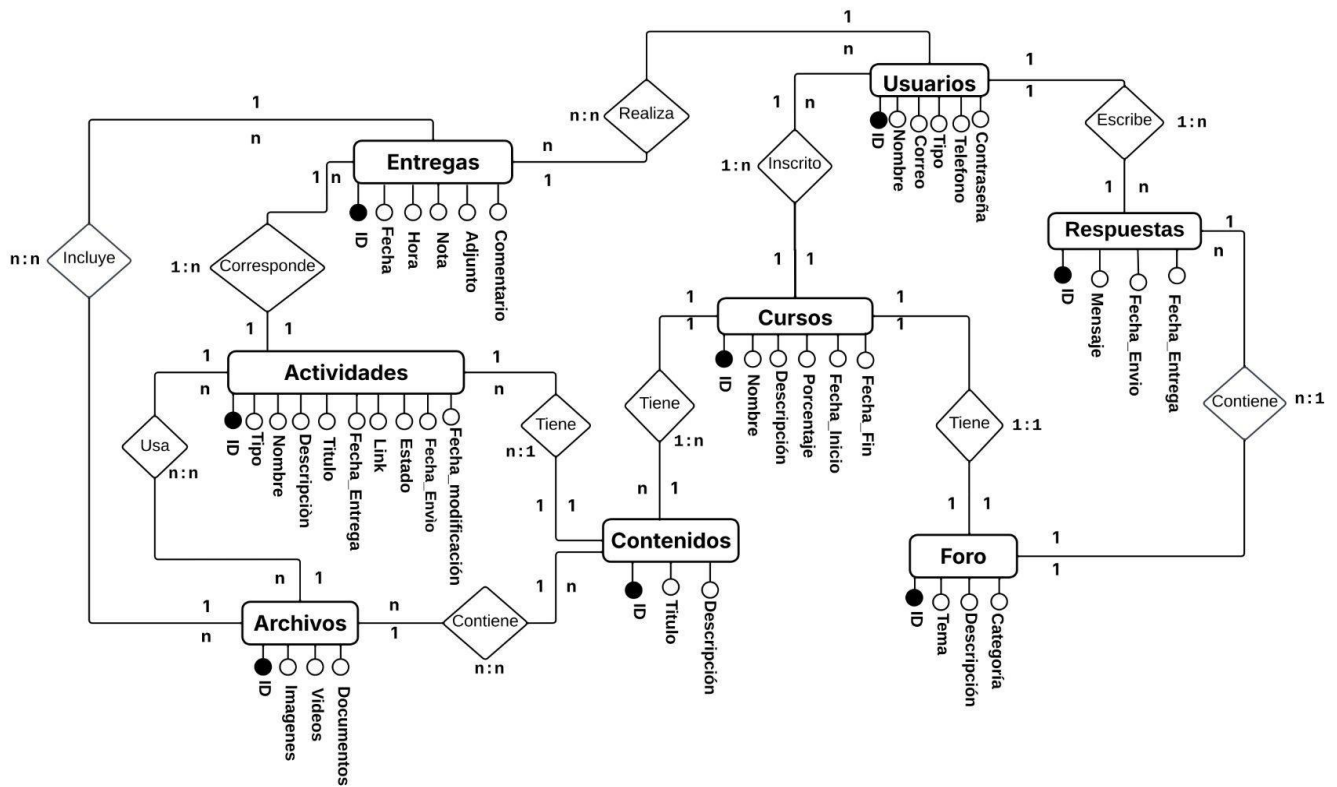 1
n
Usuarios
ID
Nombre
Correo
Tipo
Telefono
Contraseña
1
1
Escribe
1:n
1
n
Respuestas
ID
Mensaje
Fecha_Envio
Fecha_Entrega
1
n
Contiene
n:1
1
1
n:n
Realiza
n
1
1
n
1:n
Inscrito
1
1
1
n
Entregas
ID
Fecha
Hora
Nota
Adjunto
Comentario
1
n
1:n
Corresponde
1
1
n:n
Incluye
1
n
Actividades
ID
Tipo
Nombre
Descripciòn
Titulo
Fecha_Entrega
Link
Estado
Fecha_Envìo
Fecha_modificación
1
n
Usa
n:n
n
1
1
n
Tiene
n:1
1
1
Cursos
ID
Nombre
Descripción
Porcentaje
Fecha_Inicio
Fecha_Fin
1
1
Tiene
1:n
n
1
1
1
Tiene
1:1
1
1
Contenidos
ID
Titulo
Descripción
Foro
ID
Tema
Descripción
Categoría
Archivos
ID
Imagenes
Videos
Documentos
n
1
Contiene
n:n
1
n